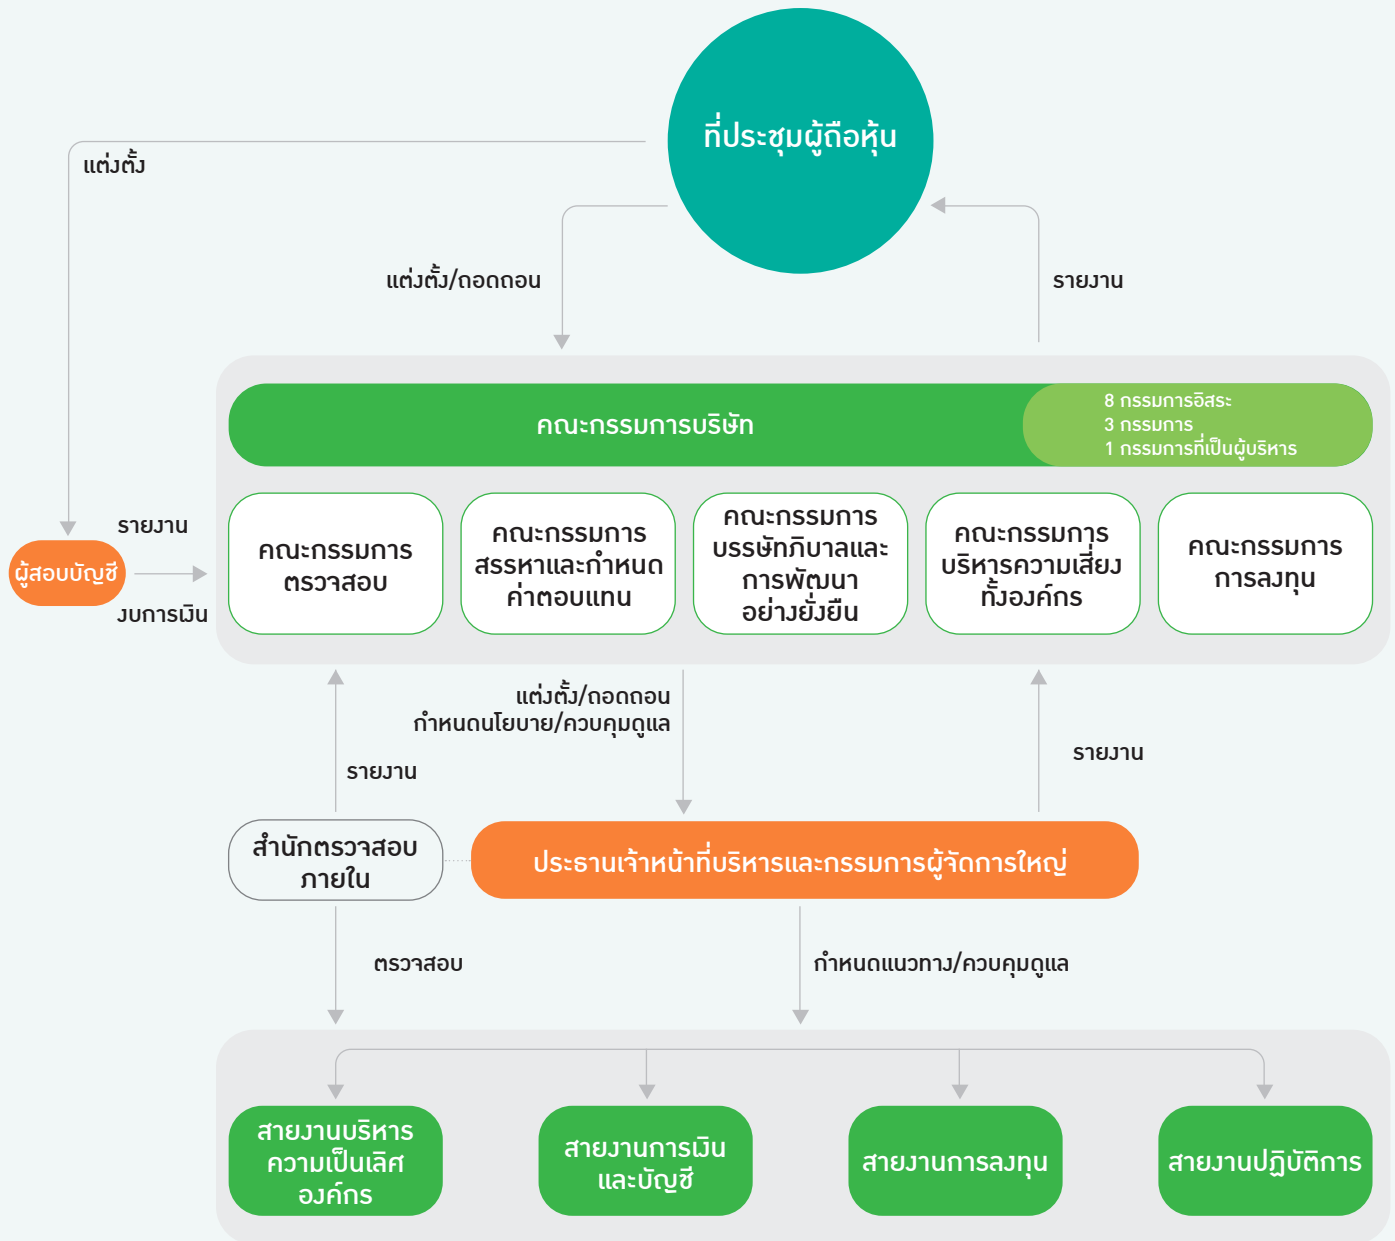 ที่ประชุมผู้ถือหุ้น
แต่งตั้ง
แต่งตั้ง/ถอดถอน
รายงาน
คณะกรรมการบริษัท
8 กรรมการอิสระ
3 กรรมการ
1 กรรมการที่เป็นผู้บริหาร
ผู้สอบบัญชี
รายงาน
งบการเงิน
คณะกรรมการ
ตรวจสอบ
คณะกรรมการ
สรรหาและกำหนด
ค่าตอบแทน
คณะกรรมการ
บรรษัทภิบาลและ
การพัฒนา
อย่างยั่งยืน
คณะกรรมการ
บริหารความเสี่ยง
ทั้งองค์กร
คณะกรรมการ
การลงทุน
แต่งตั้ง/ถอดถอน
กำหนดนโยบาย/ควบคุมดูแล
รายงาน
รายงาน
สำนักตรวจสอบ
ภายใน
ประธานเจ้าหน้าที่บริหารและกรรมการผู้จัดการใหญ่
ตรวจสอบ
กำหนดแนวทาง/ควบคุมดูแล
สายงานบริหาร
ความเป็นเลิศ
องค์กร
สายงานการเงิน
และบัญชี
สายงานการลงทุน
สายงานปฏิบัติการ